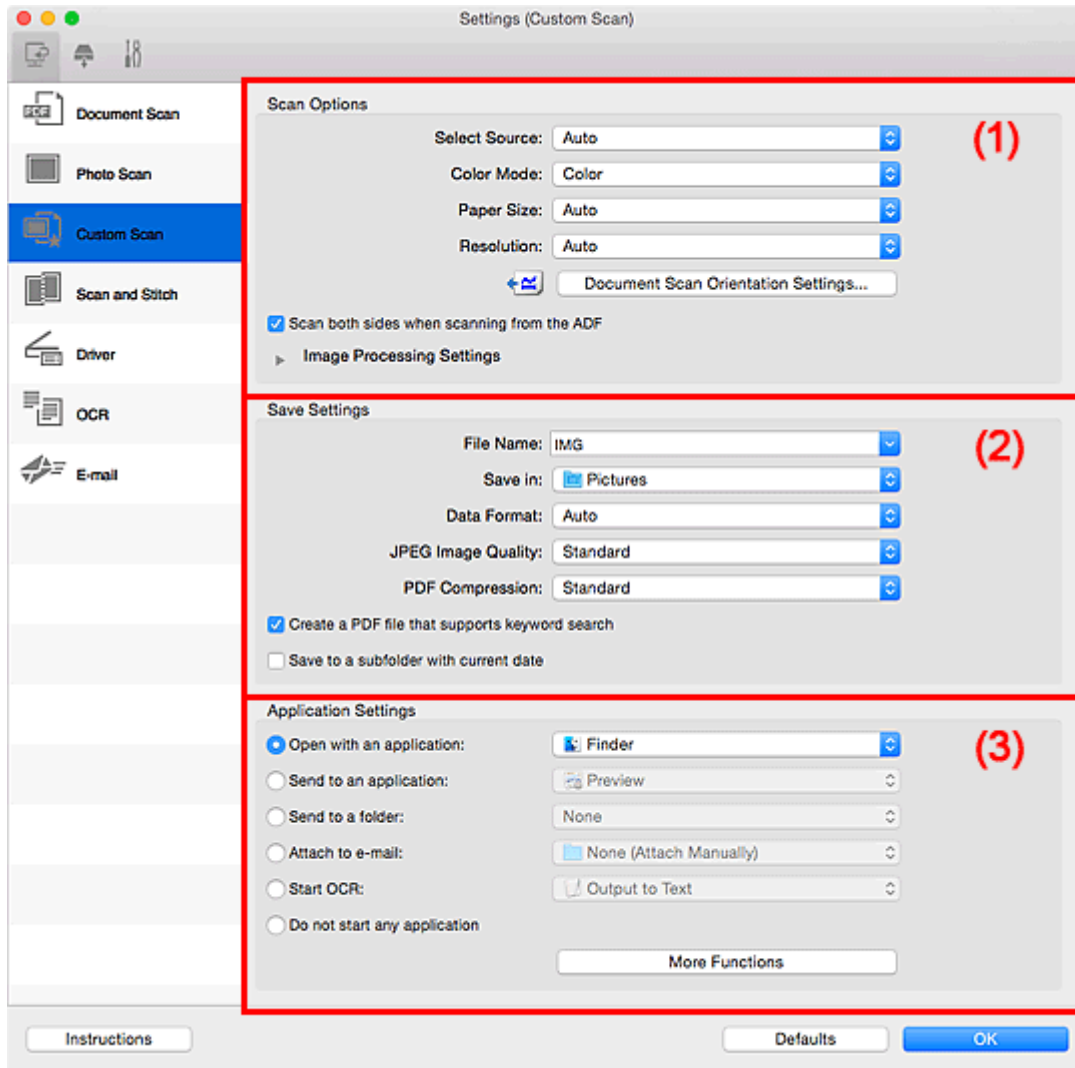 Settings (Custom Scan)
Document Scan
Photo Scan
Custom Scan
Scan and Stitch
Driver
OCR
E-mail
Scan Options
(1)
Select Source: Auto
Color Mode: Color
Paper Size: Auto
Resolution: Auto
Document Scan Orientation Settings...
Scan both sides when scanning from the ADF
Image Processing Settings
Save Settings
(2)
File Name: IMG
Save in: Pictures
Data Format: Auto
JPEG Image Quality: Standard
PDF Compression: Standard
Create a PDF file that supports keyword search
Save to a subfolder with current date
Application Settings
(3)
Open with an application: Finder
Send to an application: Preview
Send to a folder: None
Attach to e-mail: None (Attach Manually)
Start OCR: Output to Text
Do not start any application
More Functions
Instructions Defaults OK